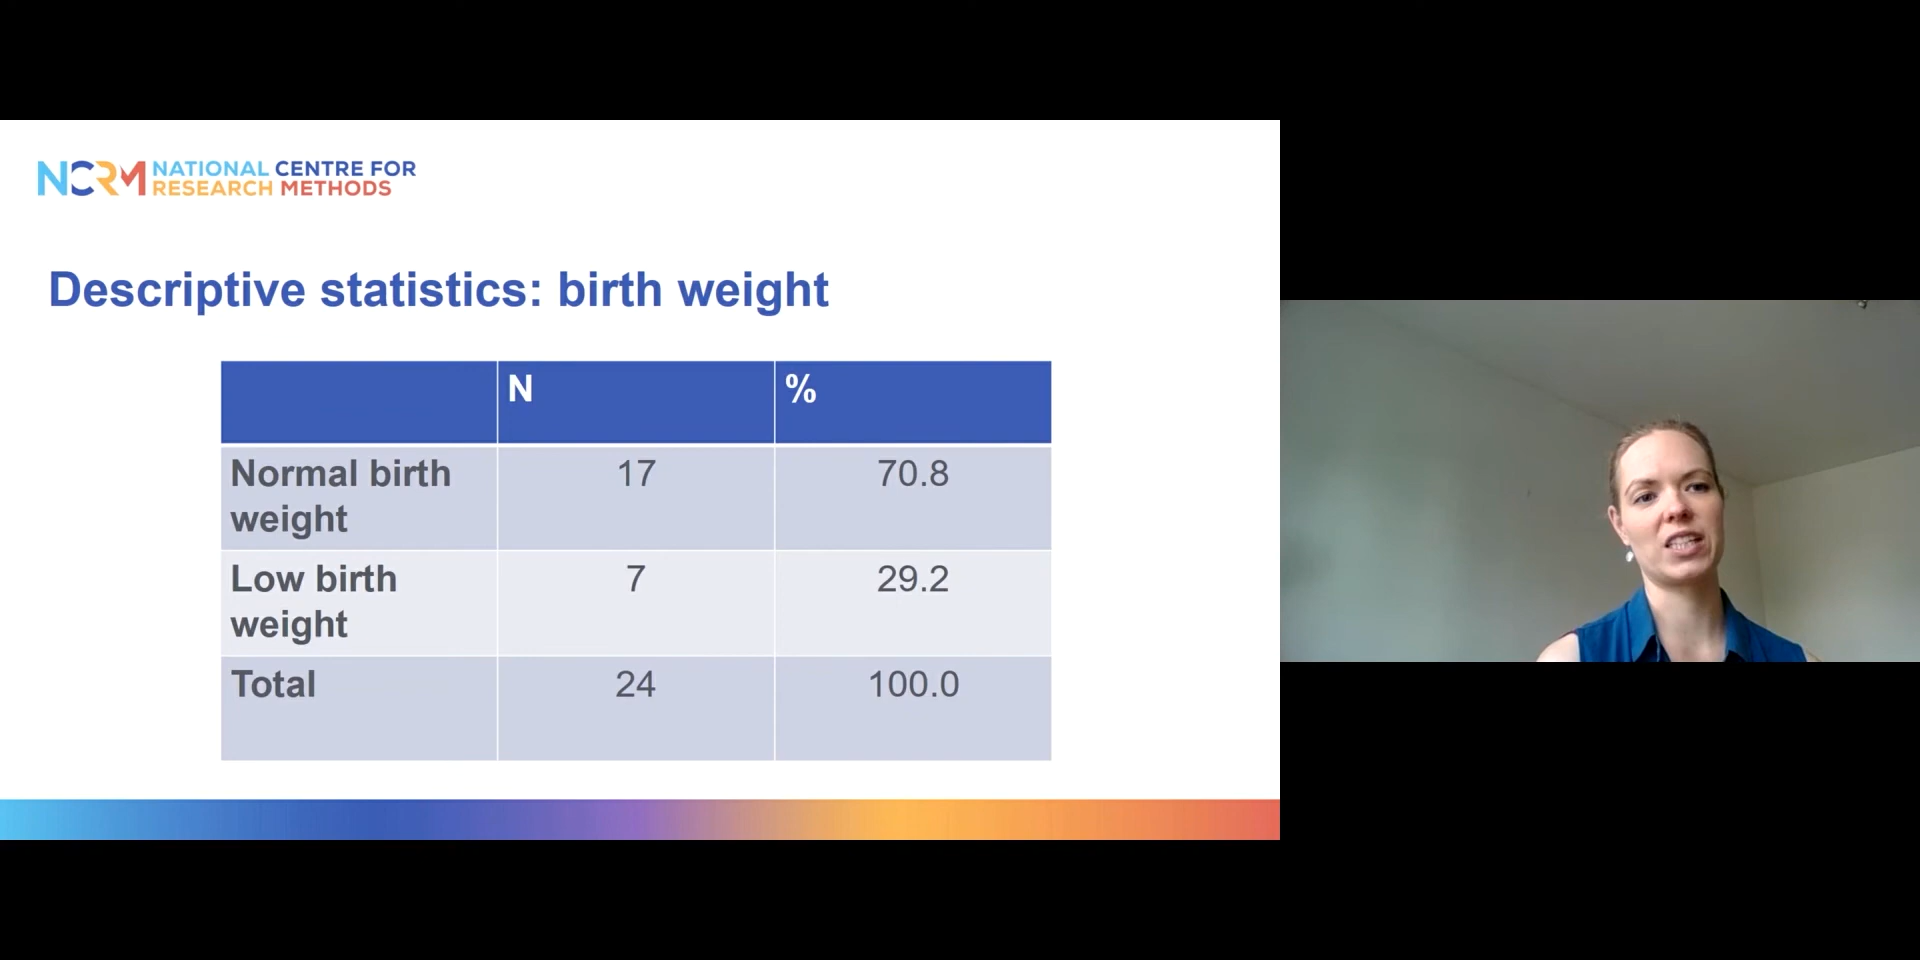 NCRM NATIONAL CENTRE FOR
RESEARCH METHODS
Descriptive statistics: birth weight
N %
Normal birth weight 17 70.8
Low birth weight 7 29.2
Total 24 100.0